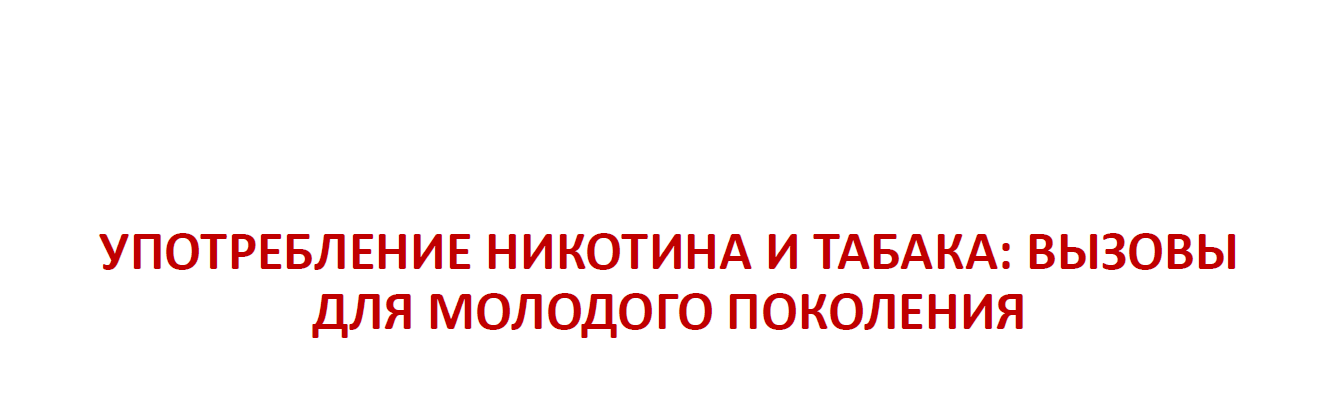 УПОТРЕБЛЕНИЕ НИКОТИНА И ТАБАКА: ВЫЗОВЫ
ДЛЯ МОЛОДОГО ПОКОЛЕНИЯ